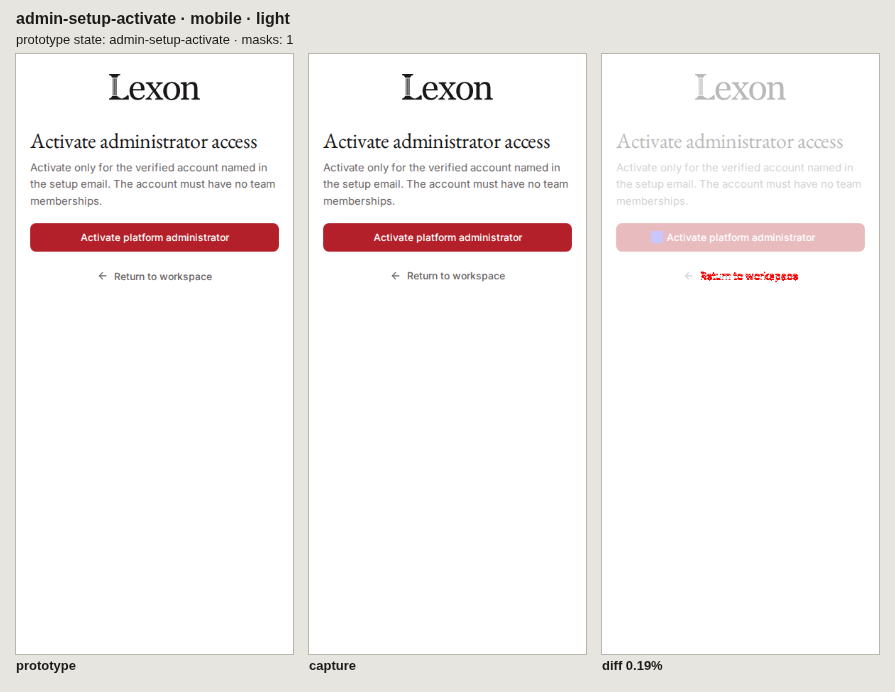 admin-setup-activate · mobile · light
prototype state: admin-setup-activate · masks: 1
Lexon
Activate administrator access
Activate only for the verified account named in
the setup email. The account must have no team
memberships.
Activate platform administrator
← Return to workspace
prototype
Lexon
Activate administrator access
Activate only for the verified account named in
the setup email. The account must have no team
memberships.
Activate platform administrator
← Return to workspace
capture
Lexon
Activate administrator access
Activate only for the verified account named in
the setup email. The account must have no team
memberships.
Activate platform administrator
← Return to workspace
diff 0.19%